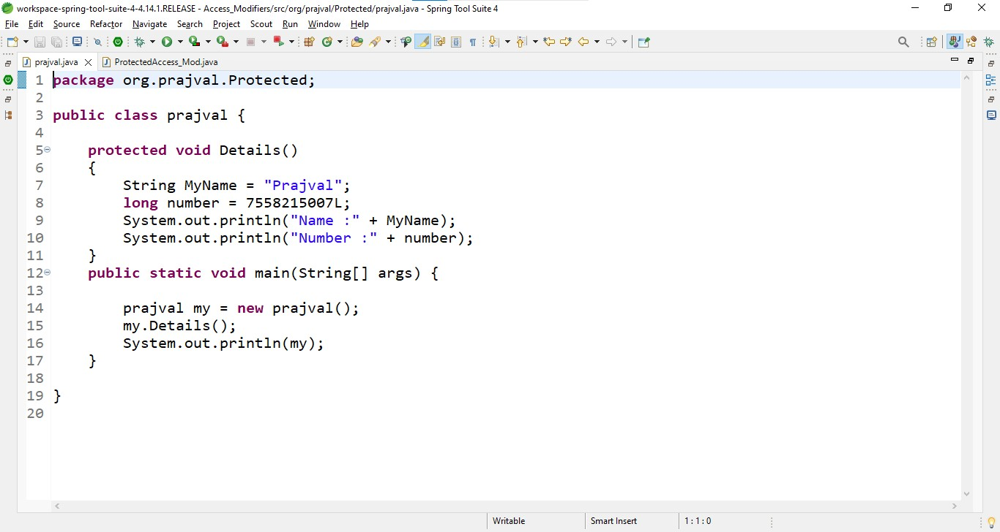 workspace-spring-tool-suite-4-4.14.1.RELEASE - Access_Modifiers/src/org/prajval/Protected/prajval.java - Spring Tool Suite 4
File Edit Source Refactor Navigate Search Project Scout Run Window Help
prajval.java ProtectedAccess_Mod.java
1 package org.prajval.Protected;
2
3 public class prajval {
4
5 protected void Details()
6 {
7 String MyName = "Prajval";
8 long number = 7558215007L;
9 System.out.println("Name :" + MyName);
10 System.out.println("Number :" + number);
11 }
12 public static void main(String[] args) {
13
14 prajval my = new prajval();
15 my.Details();
16 System.out.println(my);
17 }
18
19 }
20
Writable Smart Insert 1 : 1 : 0